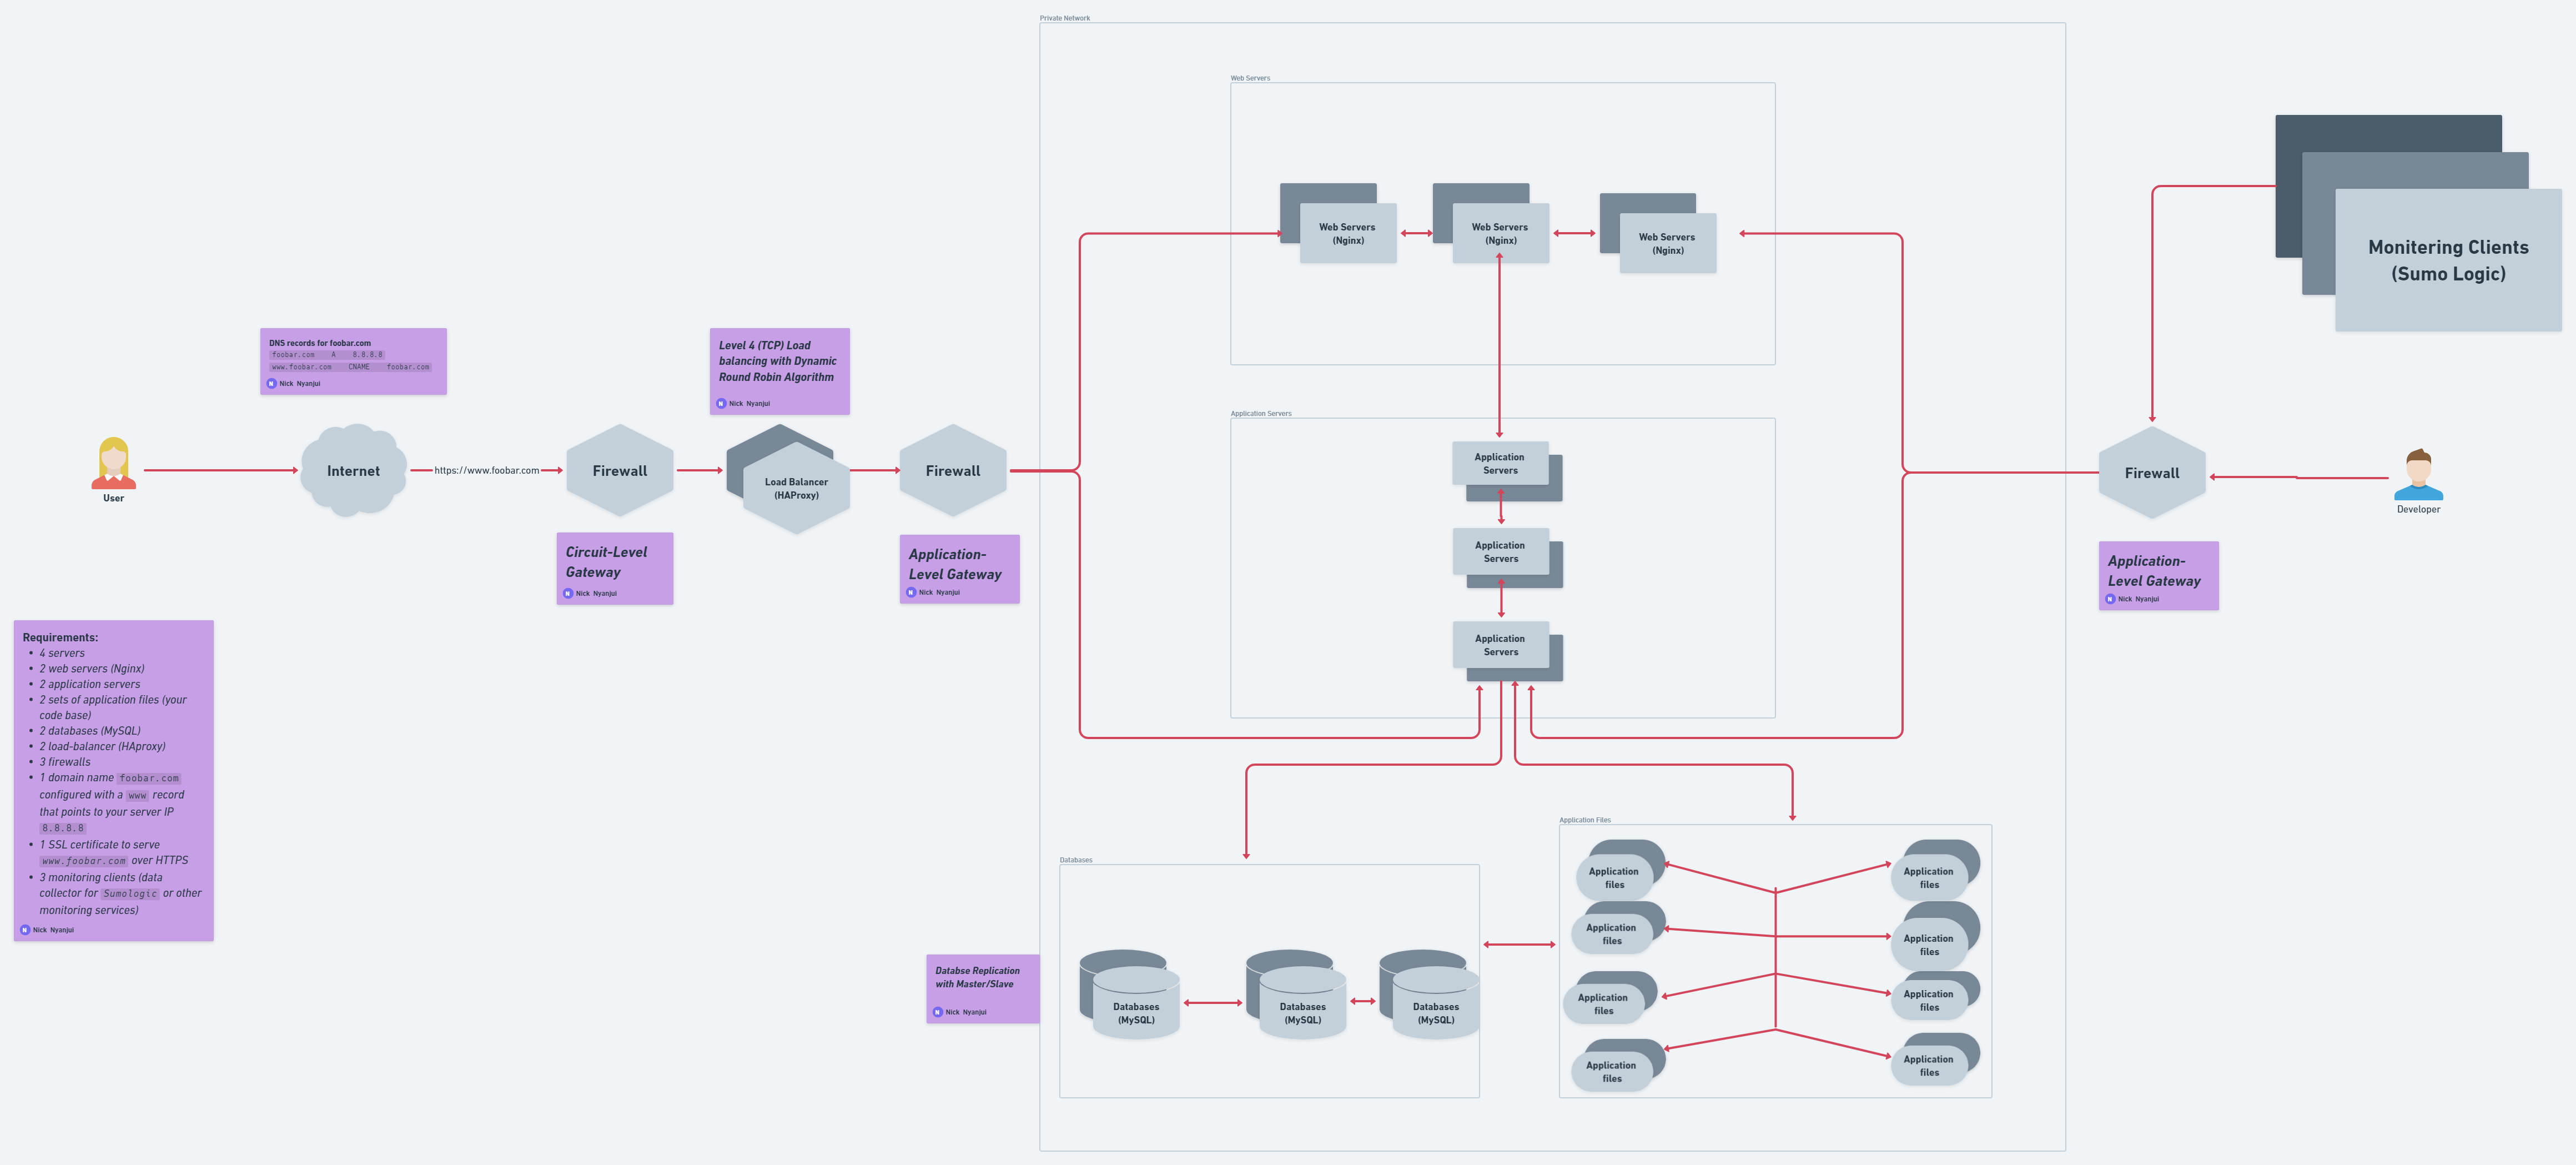 Private Network
Web Servers
Web Servers
(Nginx)
Web Servers
(Nginx)
Web Servers
(Nginx)
Monitering Clients
(Sumo Logic)
DNS records for foobar.com
foobar.com A 8.8.8.8
www.foobar.com CNAME foobar.com
N Nick Nyanjui
Level 4 (TCP) Load
balancing with Dynamic
Round Robin Algorithm
N Nick Nyanjui
User
Internet
https://www.foobar.com
Firewall
Load Balancer
(HAProxy)
Firewall
Circuit-Level
Gateway
N Nick Nyanjui
Application-
Level Gateway
N Nick Nyanjui
Application Servers
Application
Servers
Application
Servers
Application
Servers
Firewall
Developer
Application-
Level Gateway
N Nick Nyanjui
Requirements:
• 4 servers
• 2 web servers (Nginx)
• 2 application servers
• 2 sets of application files (your
code base)
• 2 databases (MySQL)
• 2 load-balancer (HAproxy)
• 3 firewalls
• 1 domain name foobar.com
configured with a www record
that points to your server IP
8.8.8.8
• 1 SSL certificate to serve
www.foobar.com over HTTPS
• 3 monitoring clients (data
collector for Sumologic or other
monitoring services)
N Nick Nyanjui
Databse Replication
with Master/Slave
N Nick Nyanjui
Databases
Databases
(MySQL)
Databases
(MySQL)
Databases
(MySQL)
Application Files
Application
files
Application
files
Application
files
Application
files
Application
files
Application
files
Application
files
Application
files